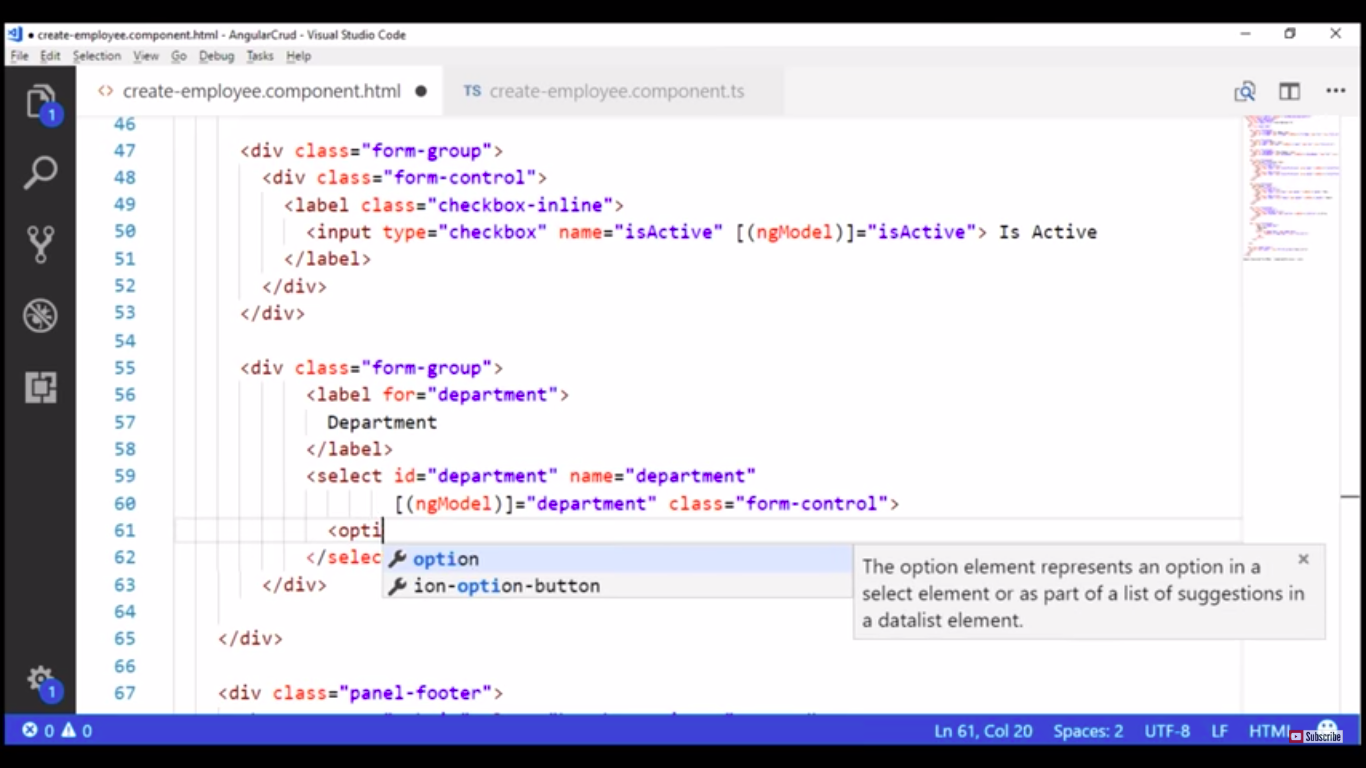 ● create-employee.component.html - AngularCrud - Visual Studio Code
File Edit Selection View Go Debug Tasks Help
<> create-employee.component.html ● TS create-employee.component.ts
1
46
47 <div class="form-group">
48 <div class="form-control">
49 <label class="checkbox-inline">
50 <input type="checkbox" name="isActive" [(ngModel)]="isActive"> Is Active
51 </label>
52 </div>
53 </div>
54
55 <div class="form-group">
56 <label for="department">
57 Department
58 </label>
59 <select id="department" name="department"
60 [(ngModel)]="department" class="form-control">
61 <opti
62 </selec
option
ion-option-button
The option element represents an option in a
select element or as part of a list of suggestions in
a datalist element.
63 </div>
64
65 </div>
66
67 <div class="panel-footer">
1
0 0 Ln 61, Col 20 Spaces: 2 UTF-8 LF HTML
Subscribe